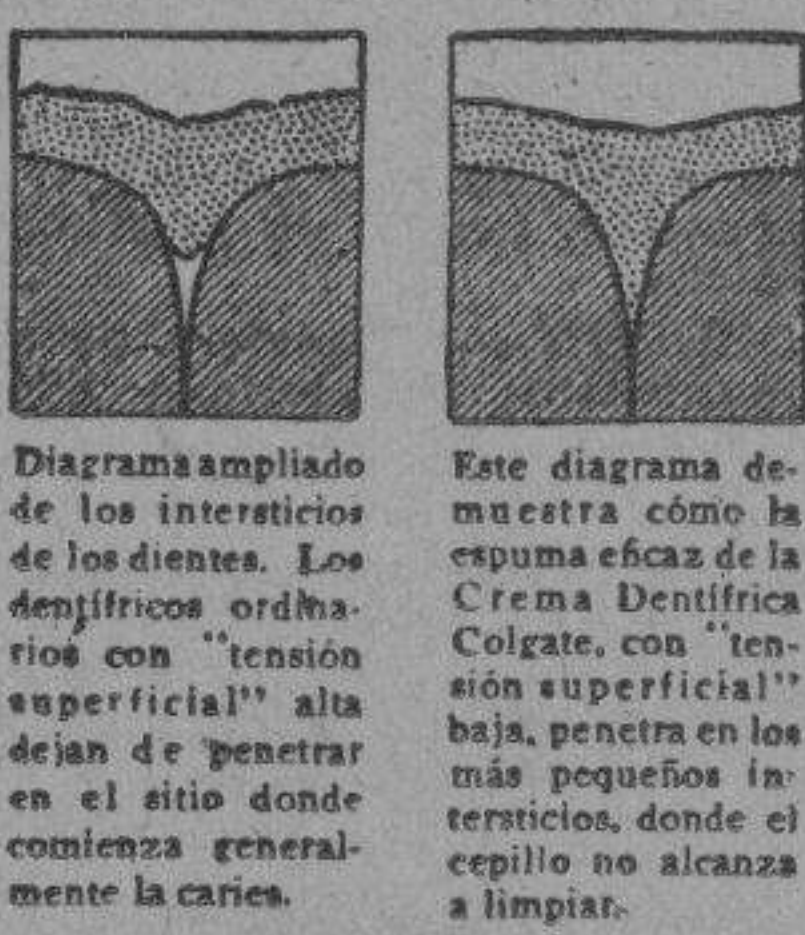 Diagrama ampliado
de los intersticios
de los dientes. Los
dentífricos ordina-
rios con "tensión
superficial" alta
dejan de penetrar
en el sitio donde
comienza general-
mente la caries.
Este diagrama de-
muestra cómo la
espuma eficaz de la
Crema Dentífrica
Colgate, con "ten-
sión superficial"
baja, penetra en los
más pequeños in-
tersticios, donde el
cepillo no alcanza
a limpiar.